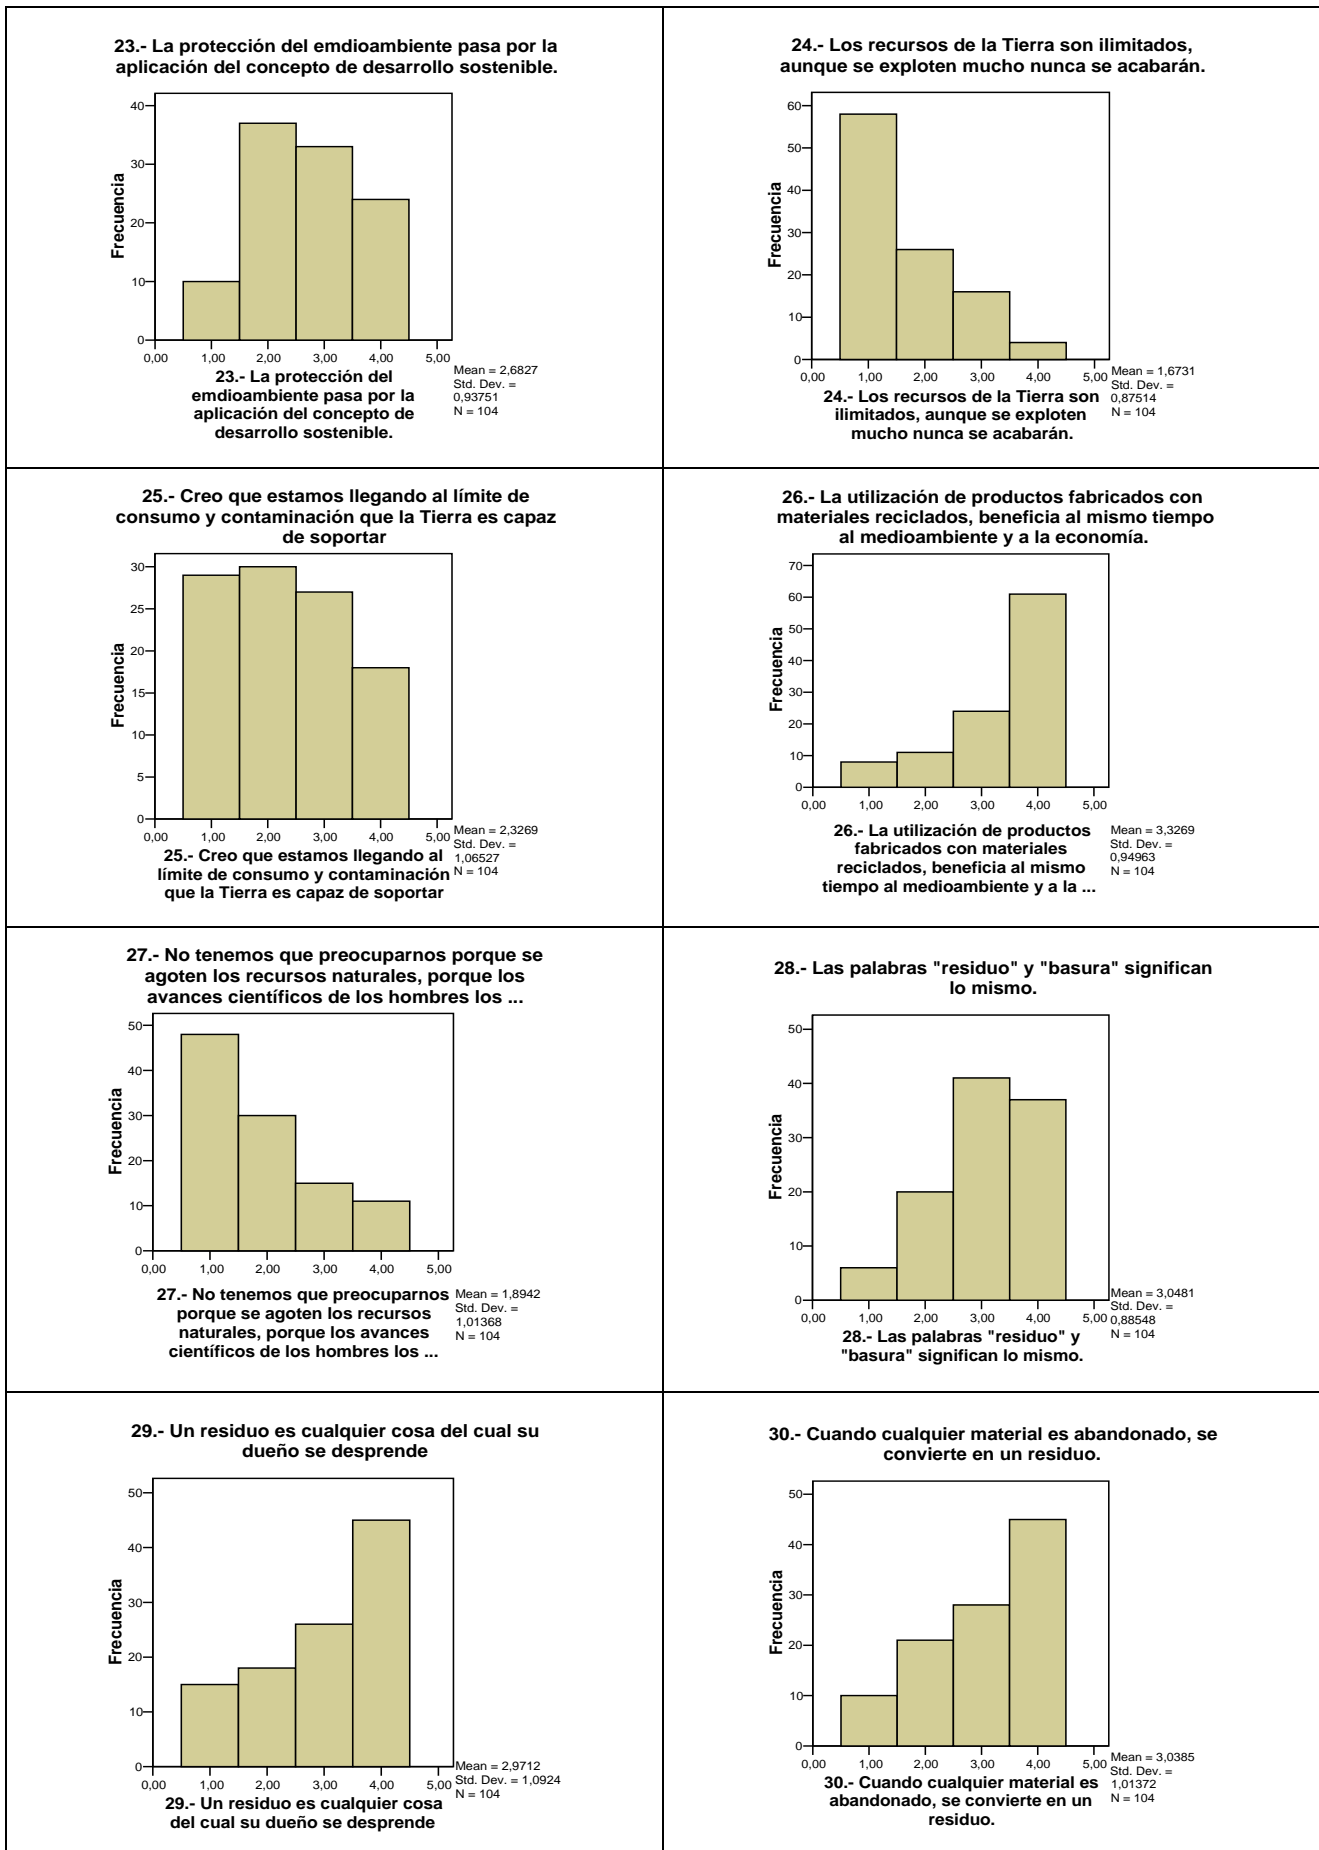 23.- La protección del emdioambiente pasa por la
aplicación del concepto de desarrollo sostenible.
40
30
20
10
0
Frecuencia
0,00 1,00 2,00 3,00 4,00 5,00
23.- La protección del
emdioambiente pasa por la
aplicación del concepto de
desarrollo sostenible.
Mean = 2,6827
Std. Dev. =
0,93751
N = 104
24.- Los recursos de la Tierra son ilimitados,
aunque se exploten mucho nunca se acabarán.
60
50
40
30
20
10
0
Frecuencia
0,00 1,00 2,00 3,00 4,00 5,00
24.- Los recursos de la Tierra son
ilimitados, aunque se exploten
mucho nunca se acabarán.
Mean = 1,6731
Std. Dev. =
0,87514
N = 104
25.- Creo que estamos llegando al límite de
consumo y contaminación que la Tierra es capaz
de soportar
30
25
20
15
10
5
0
Frecuencia
0,00 1,00 2,00 3,00 4,00 5,00
25.- Creo que estamos llegando al
límite de consumo y contaminación
que la Tierra es capaz de soportar
Mean = 2,3269
Std. Dev. =
1,06527
N = 104
26.- La utilización de productos fabricados con
materiales reciclados, beneficia al mismo tiempo
al medioambiente y a la economía.
70
60
50
40
30
20
10
0
Frecuencia
0,00 1,00 2,00 3,00 4,00 5,00
26.- La utilización de productos
fabricados con materiales
reciclados, beneficia al mismo
tiempo al medioambiente y a la ...
Mean = 3,3269
Std. Dev. =
0,94963
N = 104
27.- No tenemos que preocuparnos porque se
agoten los recursos naturales, porque los
avances científicos de los hombres los ...
50
40
30
20
10
0
Frecuencia
0,00 1,00 2,00 3,00 4,00 5,00
27.- No tenemos que preocuparnos
porque se agoten los recursos
naturales, porque los avances
científicos de los hombres los ...
Mean = 1,8942
Std. Dev. =
1,01368
N = 104
28.- Las palabras "residuo" y "basura" significan
lo mismo.
50
40
30
20
10
0
Frecuencia
0,00 1,00 2,00 3,00 4,00 5,00
28.- Las palabras "residuo" y
"basura" significan lo mismo.
Mean = 3,0481
Std. Dev. =
0,88548
N = 104
29.- Un residuo es cualquier cosa del cual su
dueño se desprende
50
40
30
20
10
0
Frecuencia
0,00 1,00 2,00 3,00 4,00 5,00
29.- Un residuo es cualquier cosa
del cual su dueño se desprende
Mean = 2,9712
Std. Dev. = 1,0924
N = 104
30.- Cuando cualquier material es abandonado, se
convierte en un residuo.
50
40
30
20
10
0
Frecuencia
0,00 1,00 2,00 3,00 4,00 5,00
30.- Cuando cualquier material es
abandonado, se convierte en un
residuo.
Mean = 3,0385
Std. Dev. =
1,01372
N = 104